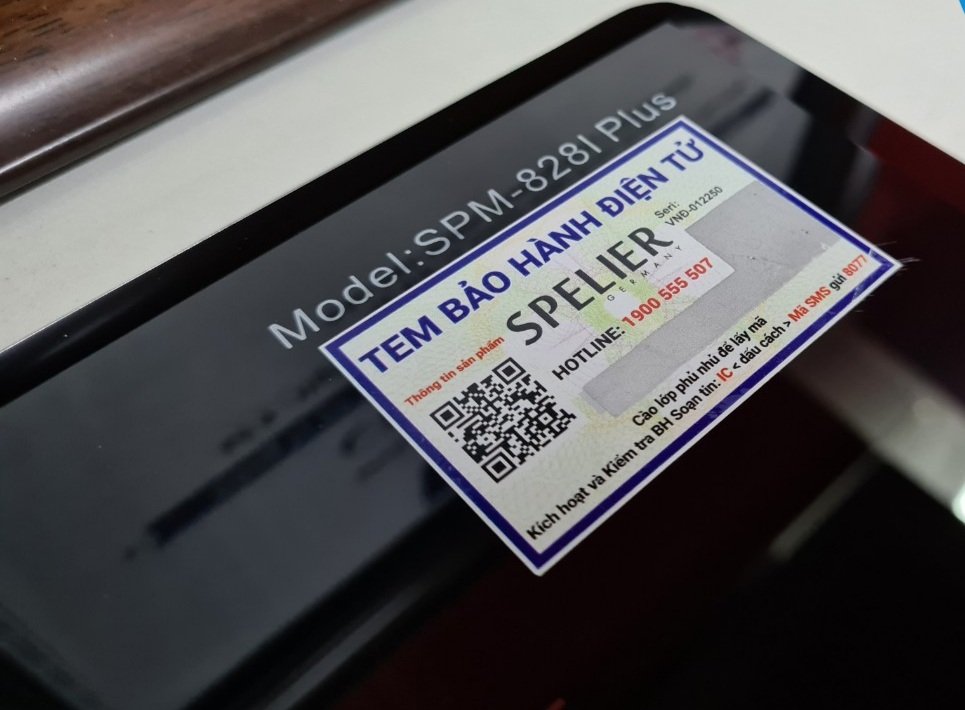 Model:SPM-828I Plus
TEM BẢO HÀNH ĐIỆN TỬ
Thông tin sản phẩm
SPELIER
GERMANY
Seri:
VNĐ-012250
HOTLINE: 1900 555 507
Cào lớp phủ nhũ để lấy mã
Kích hoạt và Kiểm tra BH Soạn tin: IC < dấu cách > Mã SMS gửi 8077